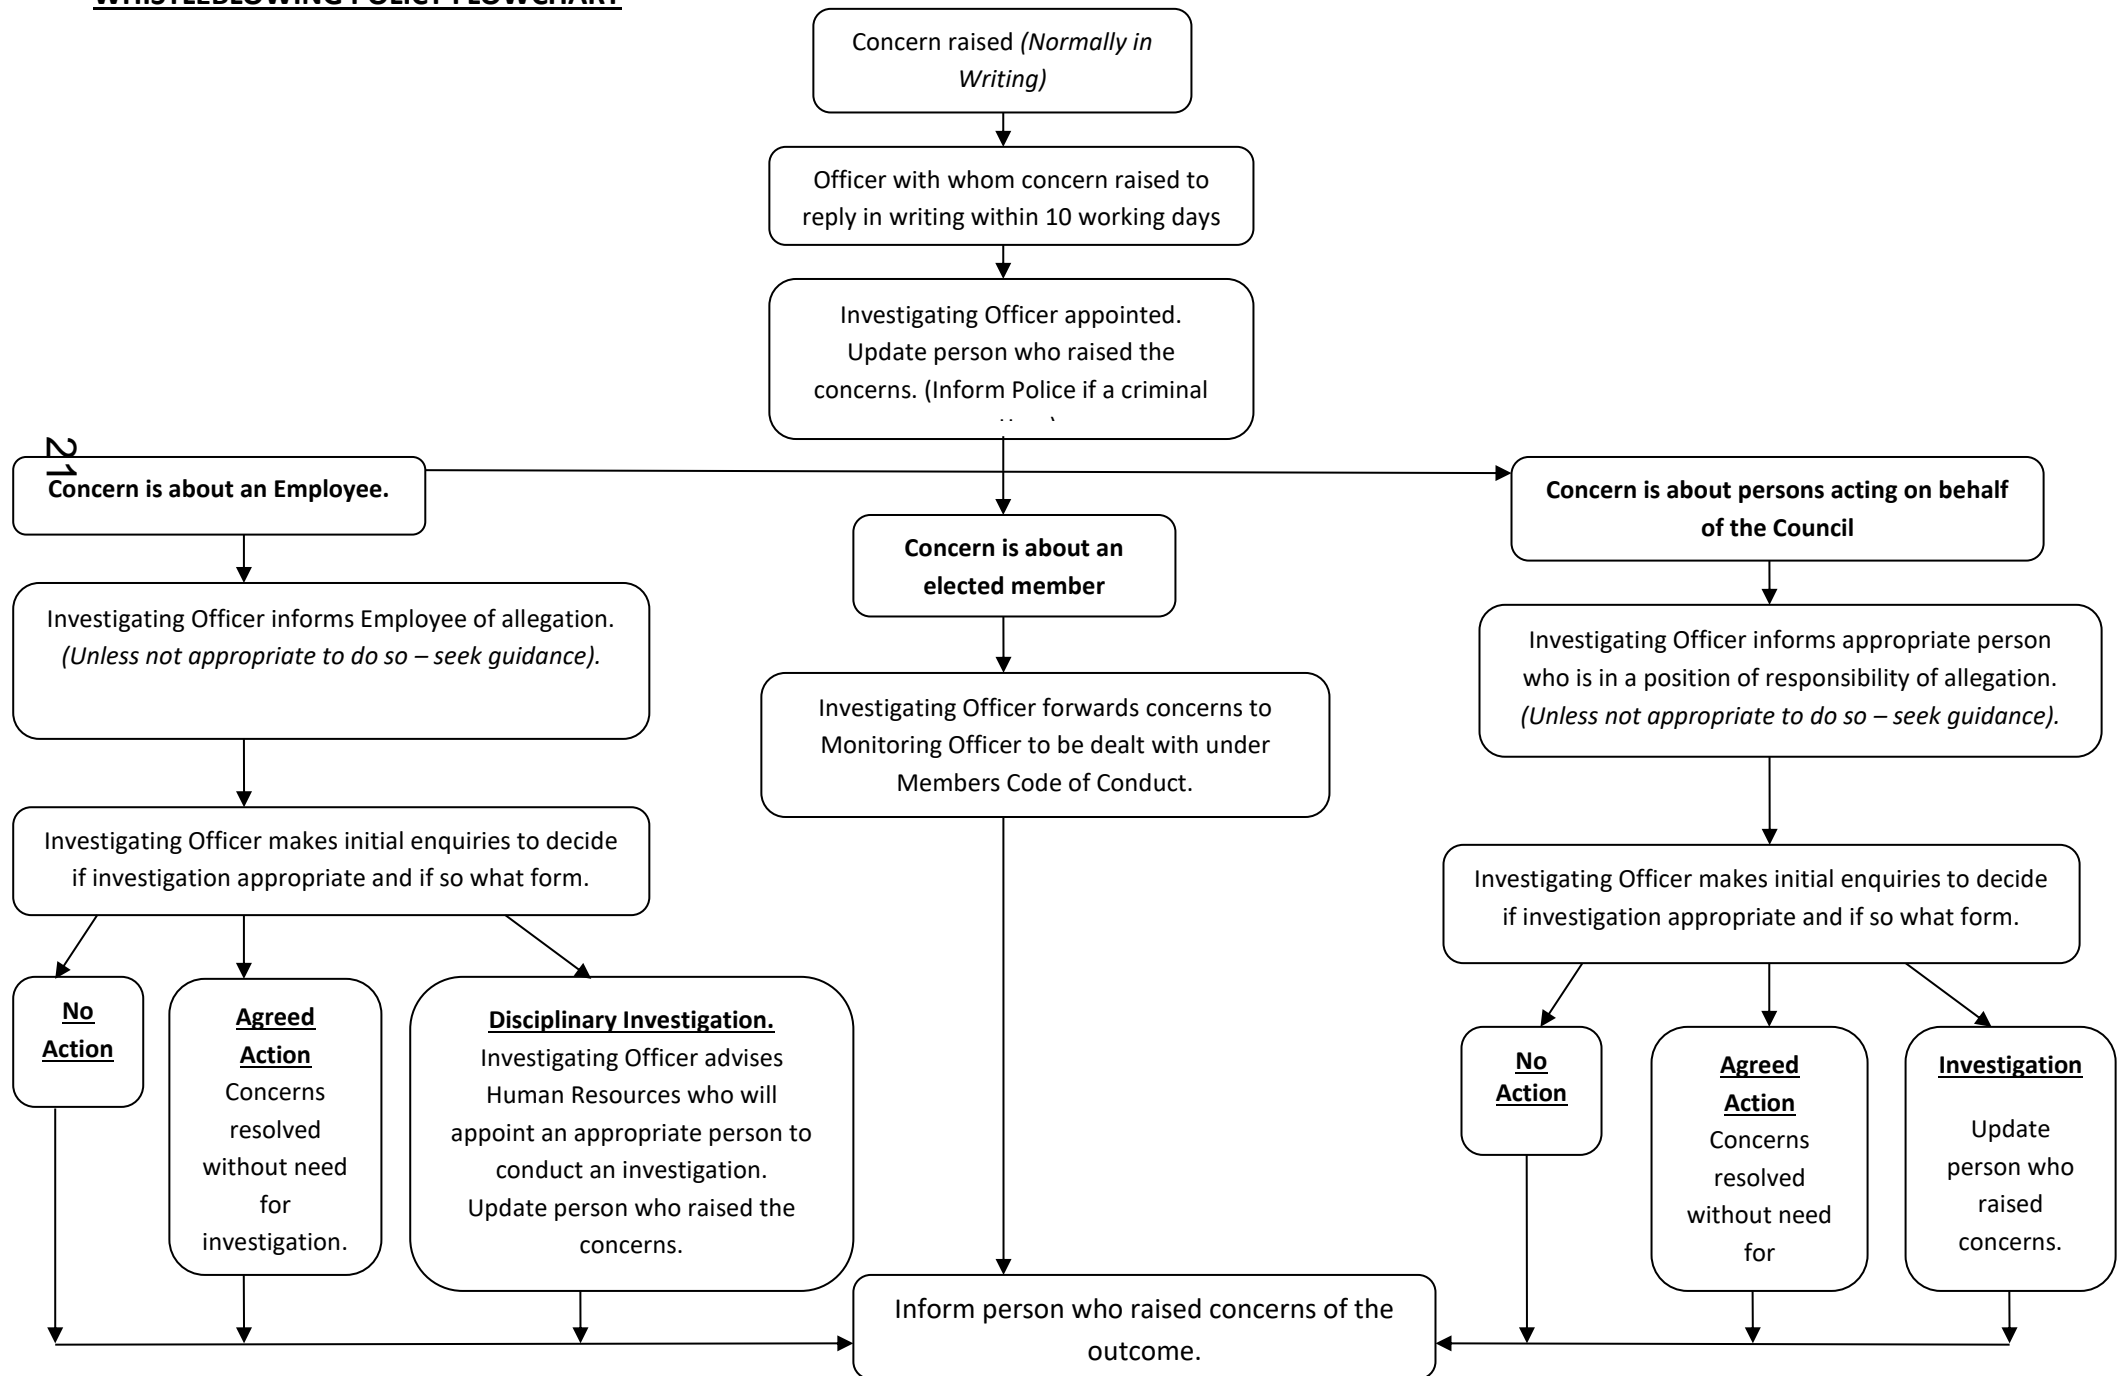 WHISTLEBLOWING POLICY FLOWCHART
Concern raised (Normally in
Writing)
Officer with whom concern raised to
reply in writing within 10 working days
Investigating Officer appointed.
Update person who raised the
concerns. (Inform Police if a criminal
21
Concern is about an Employee.
Investigating Officer informs Employee of allegation.
(Unless not appropriate to do so – seek guidance).
Investigating Officer makes initial enquiries to decide
if investigation appropriate and if so what form.
No
Action
Agreed
Action
Concerns
resolved
without need
for
investigation.
Disciplinary Investigation.
Investigating Officer advises
Human Resources who will
appoint an appropriate person to
conduct an investigation.
Update person who raised the
concerns.
Concern is about an
elected member
Investigating Officer forwards concerns to
Monitoring Officer to be dealt with under
Members Code of Conduct.
Concern is about persons acting on behalf
of the Council
Investigating Officer informs appropriate person
who is in a position of responsibility of allegation.
(Unless not appropriate to do so – seek guidance).
Investigating Officer makes initial enquiries to decide
if investigation appropriate and if so what form.
No
Action
Agreed
Action
Concerns
resolved
without need
for
Investigation
Update
person who
raised
concerns.
Inform person who raised concerns of the
outcome.